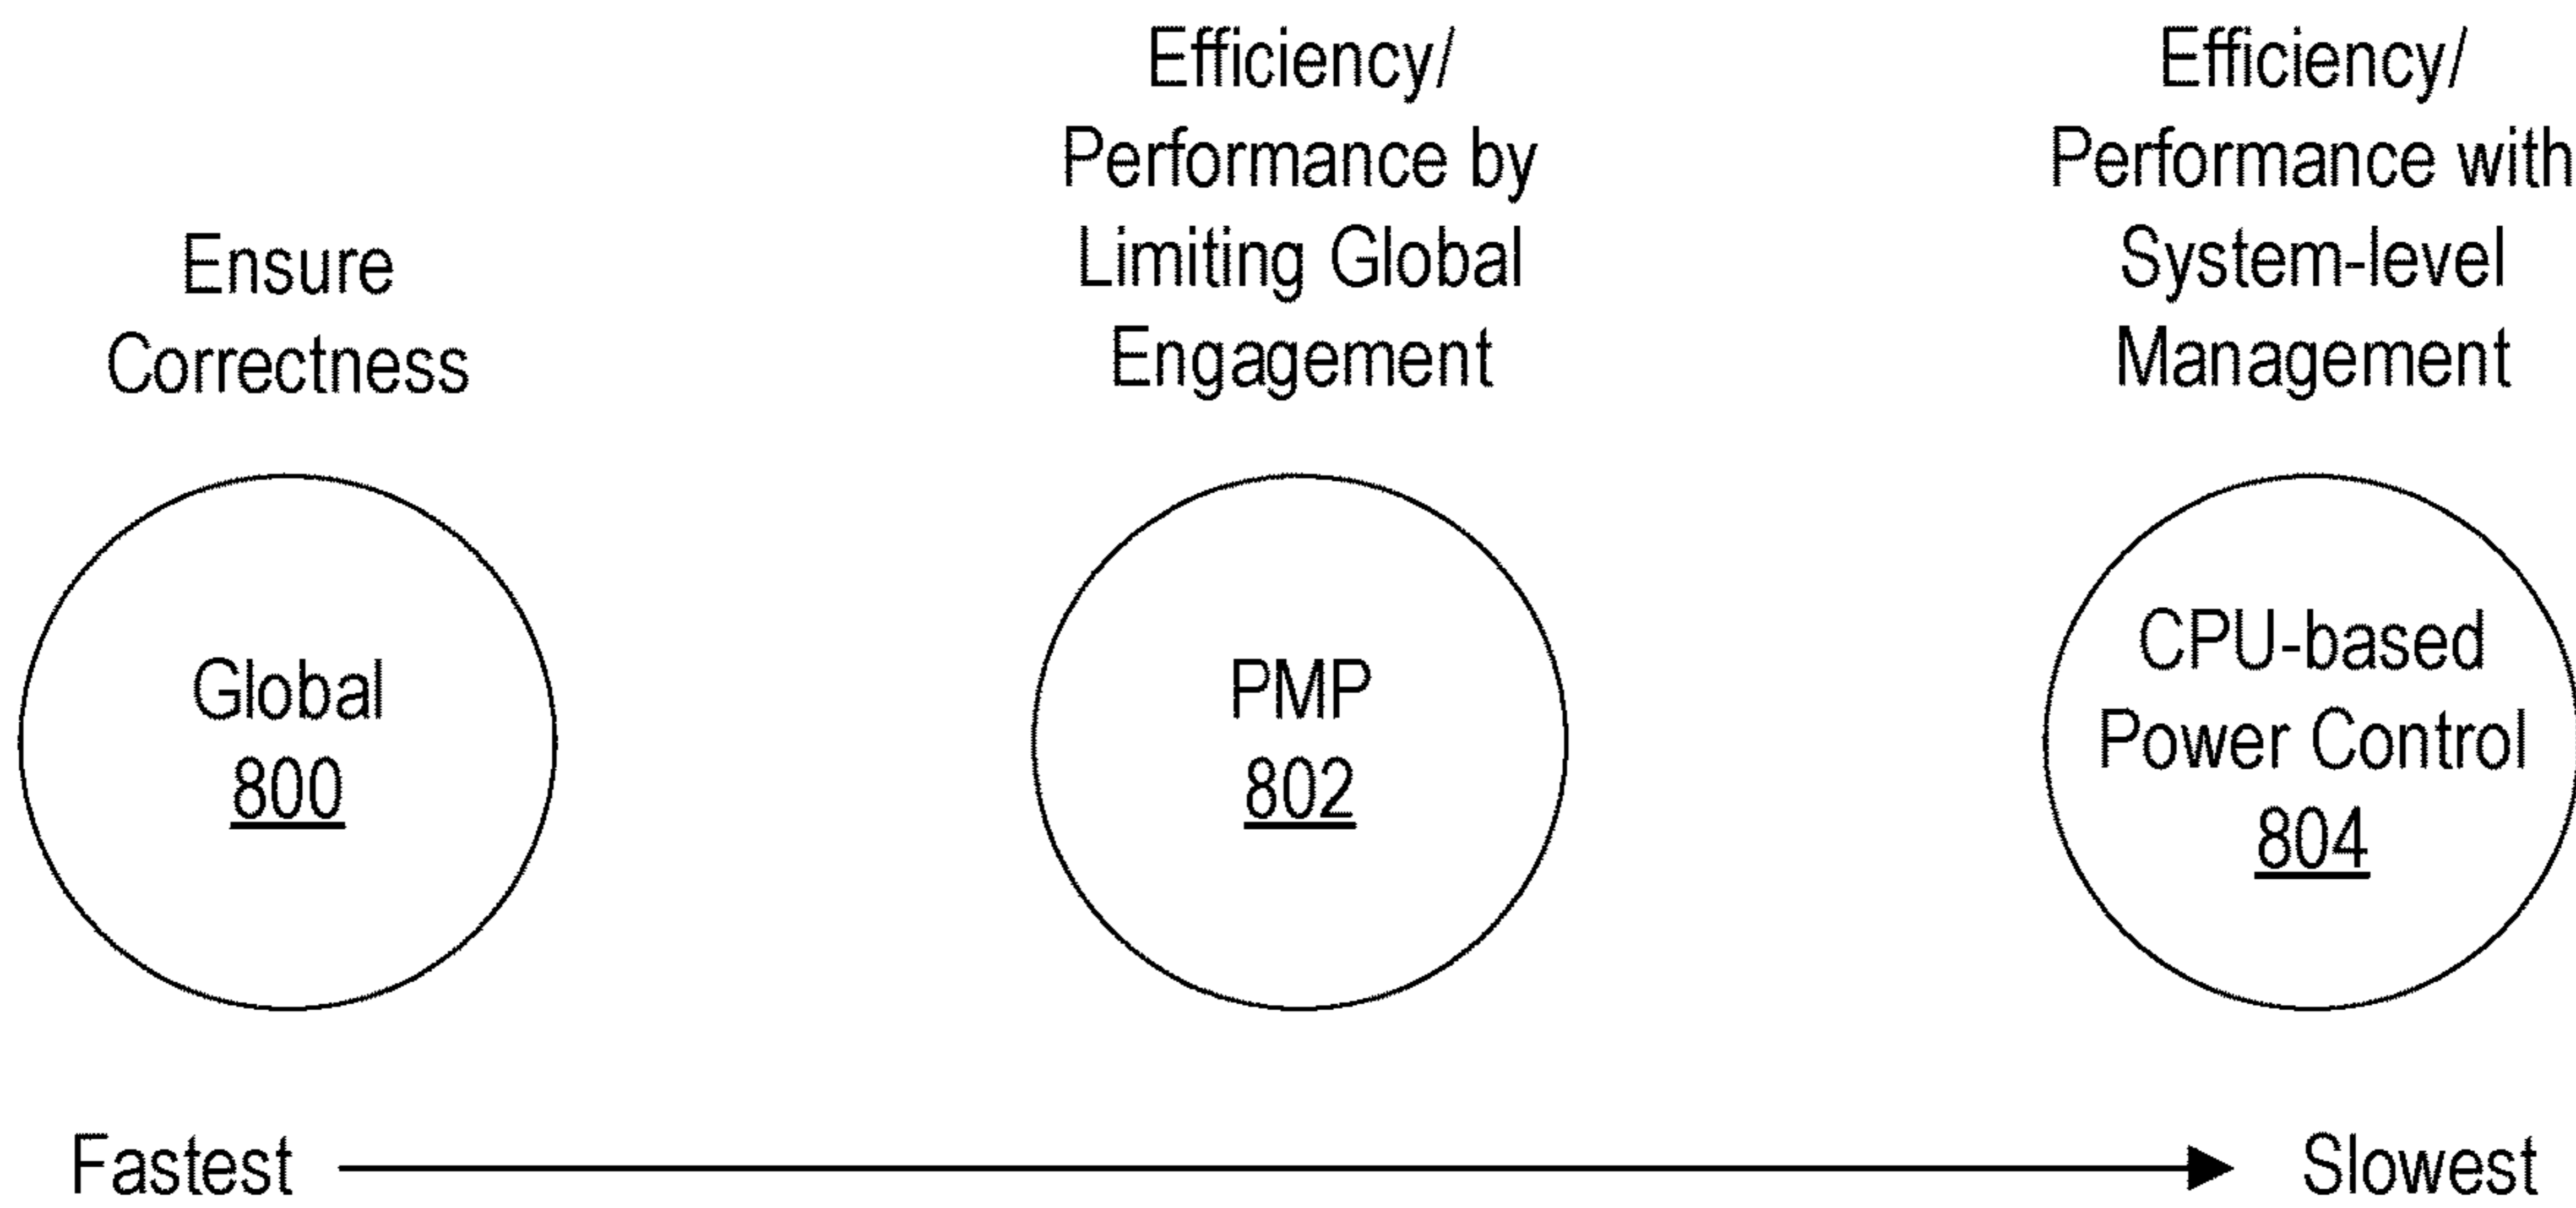 Ensure
Correctness
Efficiency/
Performance by
Limiting Global
Engagement
Efficiency/
Performance with
System-level
Management
Global
800
PMP
802
CPU-based
Power Control
804
Fastest
Slowest